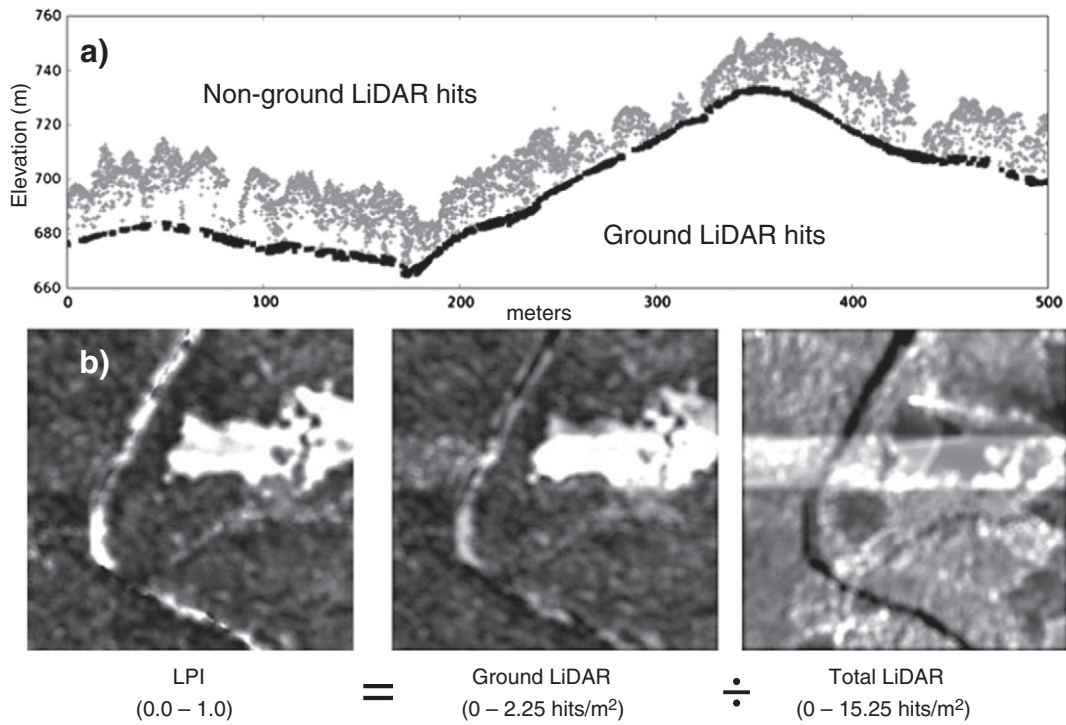 760
a)
740
Non-ground LiDAR hits
720
Elevation (m)
700
680
Ground LiDAR hits
660
0 100 200 300 400 500
meters
b)
LPI
(0.0 – 1.0)
=
Ground LiDAR
(0 – 2.25 hits/m²)
÷
Total LiDAR
(0 – 15.25 hits/m²)